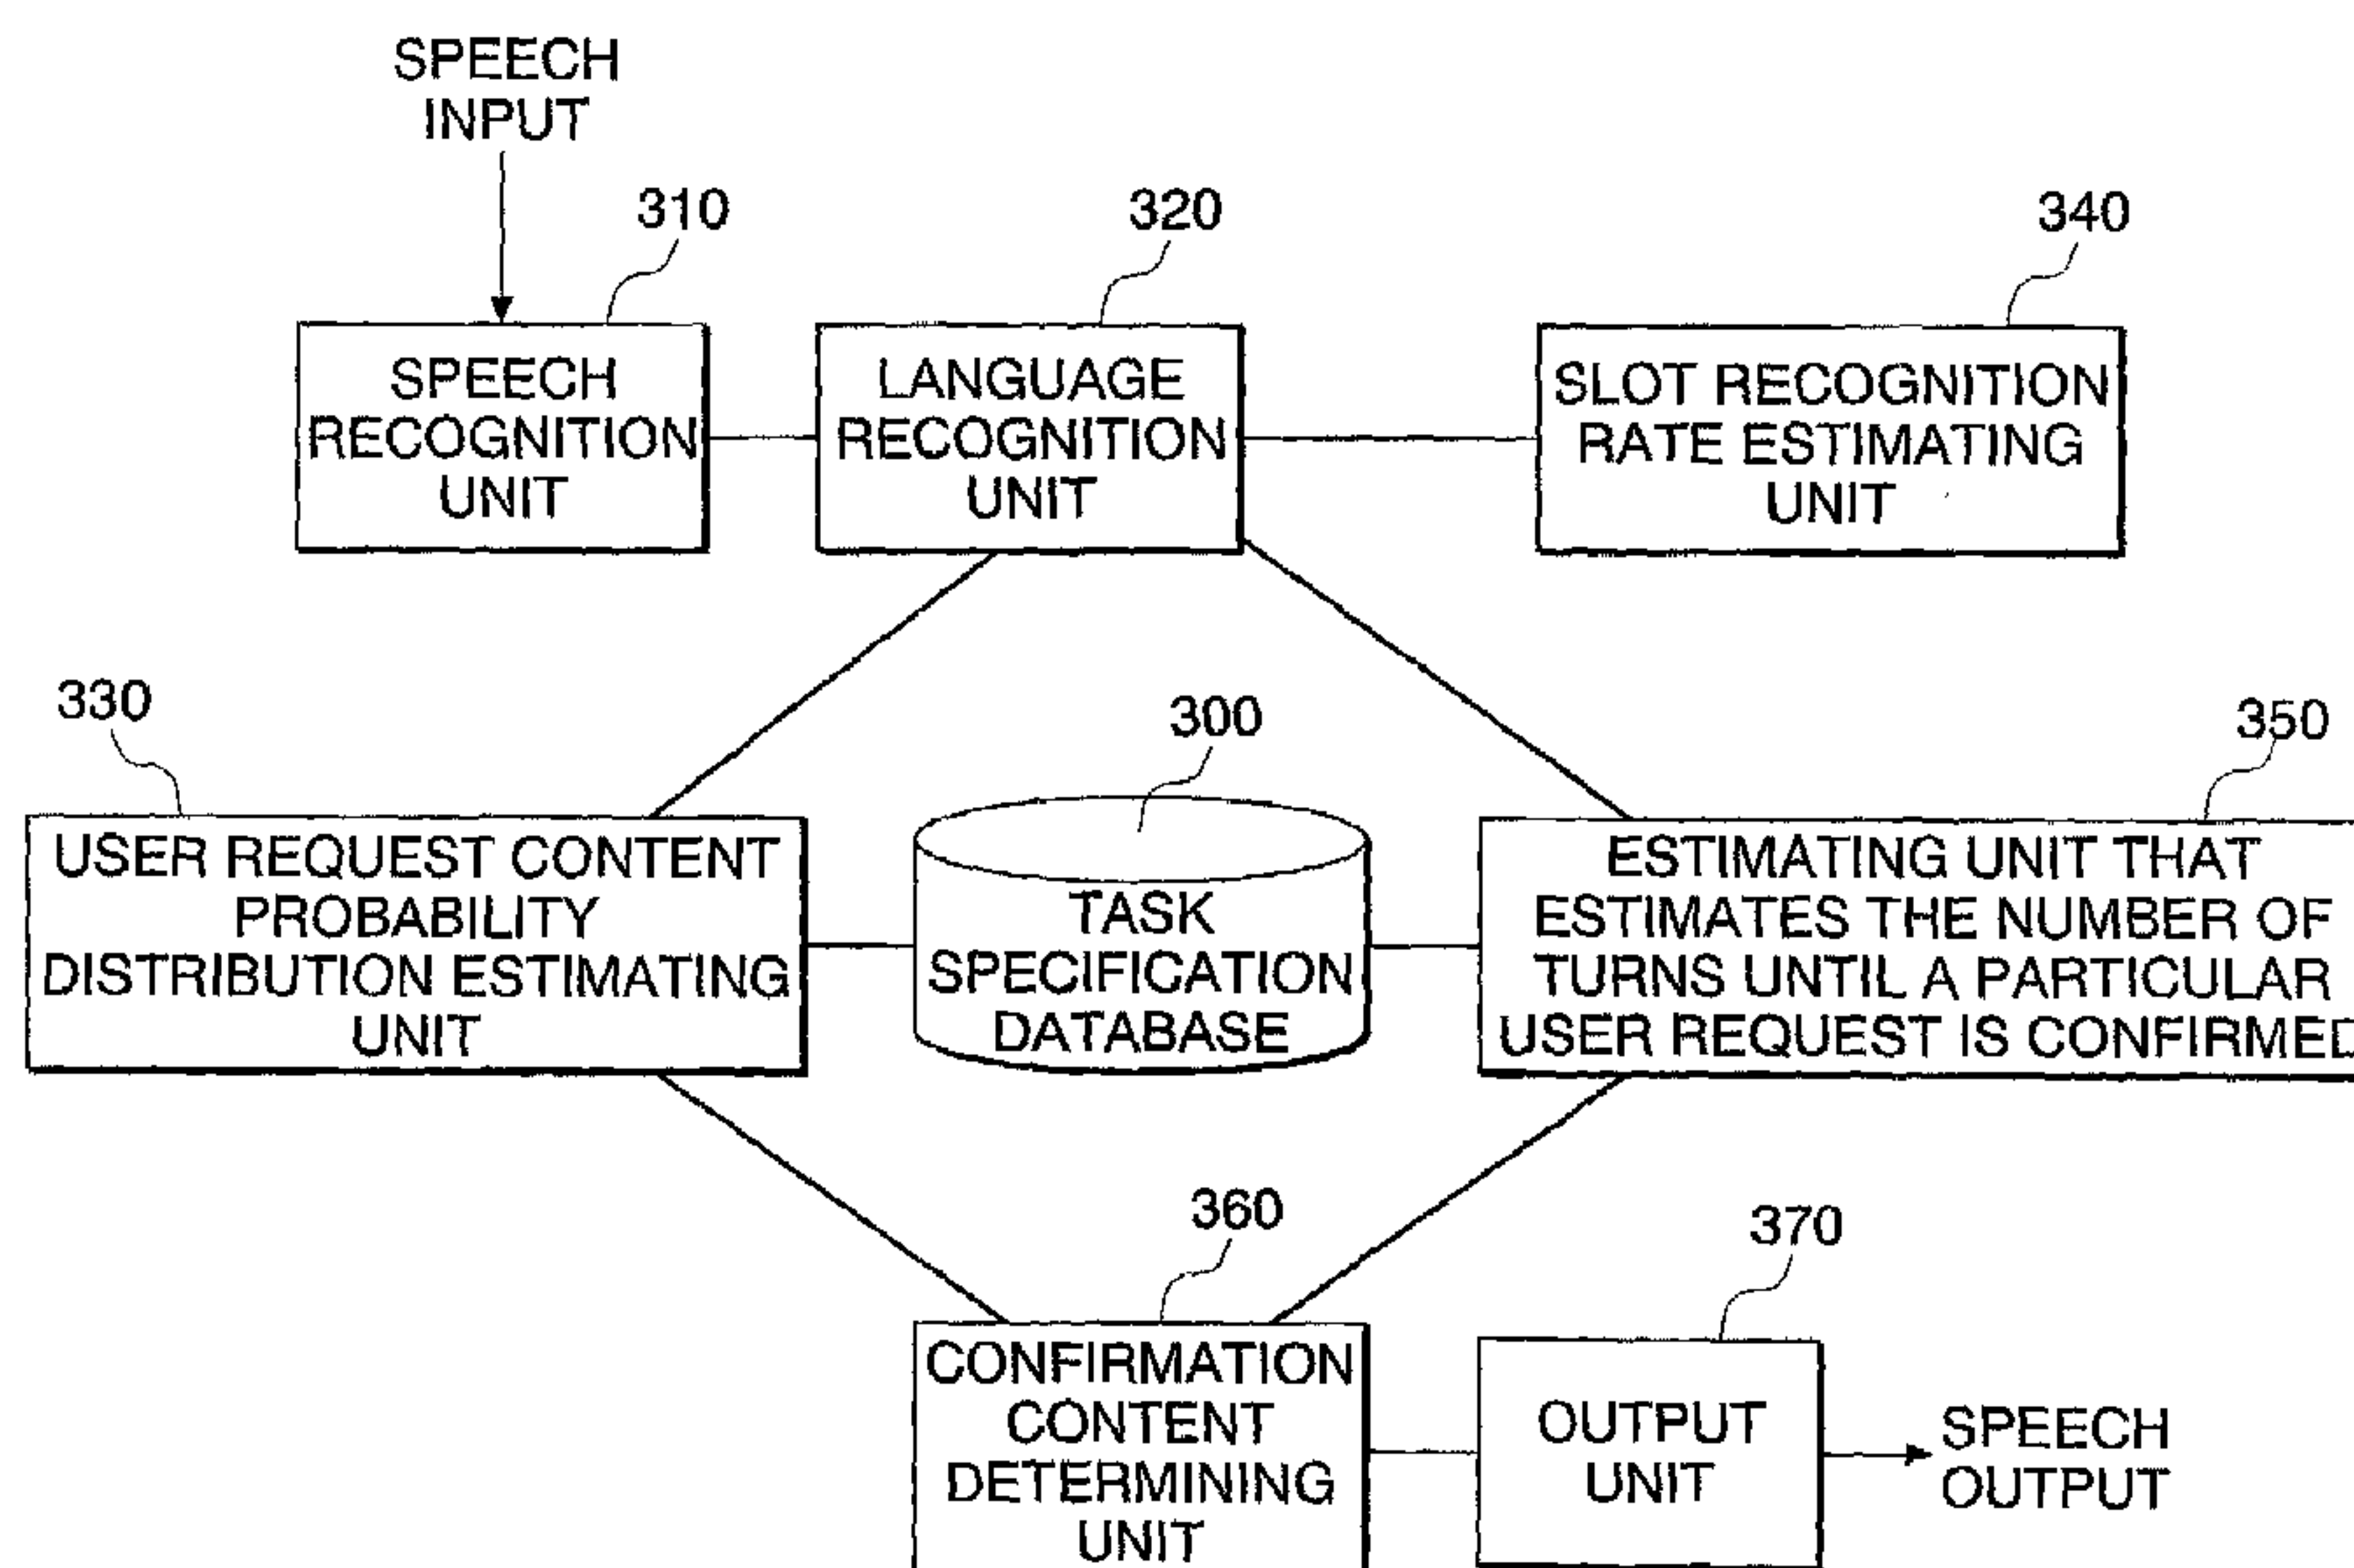 SPEECH
INPUT
310
320
340
SPEECH
RECOGNITION
UNIT
LANGUAGE
RECOGNITION
UNIT
SLOT RECOGNITION
RATE ESTIMATING
UNIT
330
300
350
USER REQUEST CONTENT
PROBABILITY
DISTRIBUTION ESTIMATING
UNIT
TASK
SPECIFICATION
DATABASE
ESTIMATING UNIT THAT
ESTIMATES THE NUMBER OF
TURNS UNTIL A PARTICULAR
USER REQUEST IS CONFIRMED
360
370
CONFIRMATION
CONTENT
DETERMINING
UNIT
OUTPUT
UNIT
SPEECH
OUTPUT